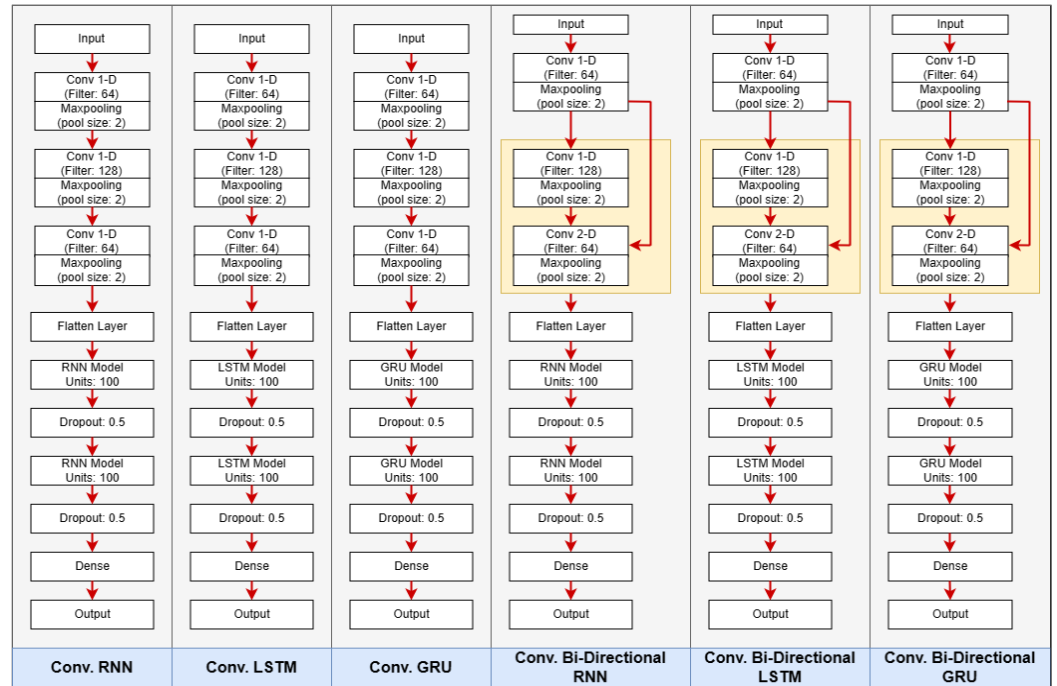 Input
Conv 1-D
(Filter: 64)
Maxpooling
(pool size: 2)
Conv 1-D
(Filter: 128)
Maxpooling
(pool size: 2)
Conv 1-D
(Filter: 64)
Maxpooling
(pool size: 2)
Flatten Layer
RNN Model
Units: 100
Dropout: 0.5
RNN Model
Units: 100
Dropout: 0.5
Dense
Output
Conv. RNN
Input
Conv 1-D
(Filter: 64)
Maxpooling
(pool size: 2)
Conv 1-D
(Filter: 128)
Maxpooling
(pool size: 2)
Conv 1-D
(Filter: 64)
Maxpooling
(pool size: 2)
Flatten Layer
LSTM Model
Units: 100
Dropout: 0.5
LSTM Model
Units: 100
Dropout: 0.5
Dense
Output
Conv. LSTM
Input
Conv 1-D
(Filter: 64)
Maxpooling
(pool size: 2)
Conv 1-D
(Filter: 128)
Maxpooling
(pool size: 2)
Conv 1-D
(Filter: 64)
Maxpooling
(pool size: 2)
Flatten Layer
GRU Model
Units: 100
Dropout: 0.5
GRU Model
Units: 100
Dropout: 0.5
Dense
Output
Conv. GRU
Input
Conv 1-D
(Filter: 64)
Maxpooling
(pool size: 2)
Conv 1-D
(Filter: 128)
Maxpooling
(pool size: 2)
Conv 2-D
(Filter: 64)
Maxpooling
(pool size: 2)
Flatten Layer
RNN Model
Units: 100
Dropout: 0.5
RNN Model
Units: 100
Dropout: 0.5
Dense
Output
Conv. Bi-Directional
RNN
Input
Conv 1-D
(Filter: 64)
Maxpooling
(pool size: 2)
Conv 1-D
(Filter: 128)
Maxpooling
(pool size: 2)
Conv 2-D
(Filter: 64)
Maxpooling
(pool size: 2)
Flatten Layer
LSTM Model
Units: 100
Dropout: 0.5
LSTM Model
Units: 100
Dropout: 0.5
Dense
Output
Conv. Bi-Directional
LSTM
Input
Conv 1-D
(Filter: 64)
Maxpooling
(pool size: 2)
Conv 1-D
(Filter: 128)
Maxpooling
(pool size: 2)
Conv 2-D
(Filter: 64)
Maxpooling
(pool size: 2)
Flatten Layer
GRU Model
Units: 100
Dropout: 0.5
GRU Model
Units: 100
Dropout: 0.5
Dense
Output
Conv. Bi-Directional
GRU